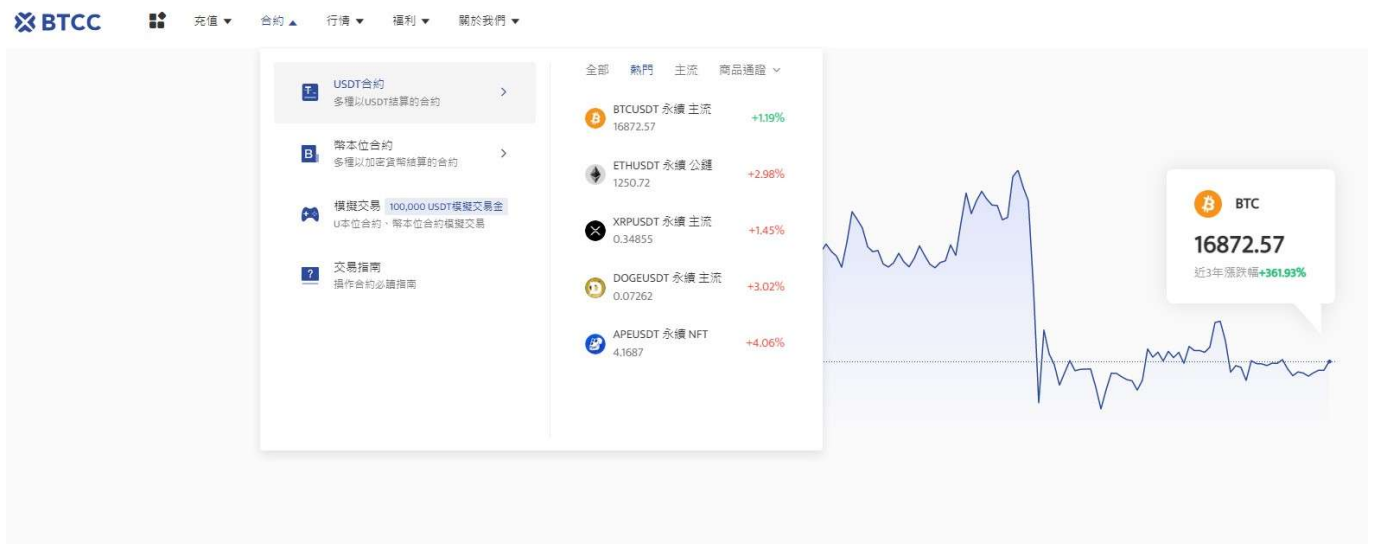 BTCC
充值 ▼
合約 ▲
行情 ▼
福利 ▼
關於我們 ▼
USDT合約
多種以USDT結算的合約
幣本位合約
多種以加密貨幣結算的合約
模擬交易 100,000 USDT模擬交易金
U本位合約、幣本位合約模擬交易
交易指南
操作合約必讀指南
全部 熱門 主流 商品通證
BTCUSDT 永續 主流
16872.57
+1.19%
ETHUSDT 永續 公鏈
1250.72
+2.98%
XRPUSDT 永續 主流
0.34855
+1.45%
DOGEUSDT 永續 主流
0.07262
+3.02%
APEUSDT 永續 NFT
4.1687
+4.06%
BTC
16872.57
近3年漲跌幅+361.93%